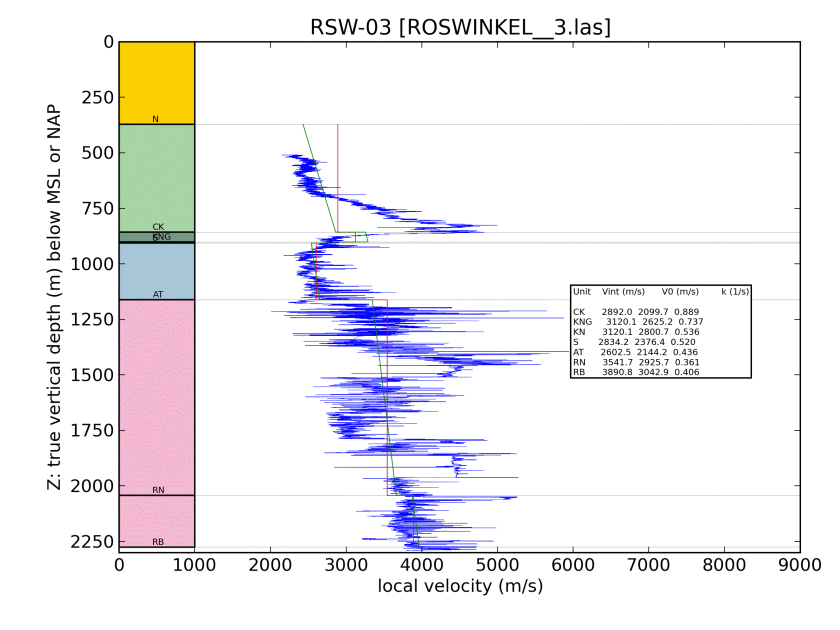 RSW-03 [ROSWINKEL__3.las]
Z: true vertical depth (m) below MSL or NAP
0
250
500
750
1000
1250
1500
1750
2000
2250
N
CK
KNG
S
AT
RN
RB
Unit Vint (m/s) V0 (m/s) k (1/s)
CK 2892.0 2099.7 0.889
KNG 3120.1 2625.2 0.737
KN 3120.1 2800.7 0.536
S 2834.2 2376.4 0.520
AT 2602.5 2144.2 0.436
RN 3541.7 2925.7 0.361
RB 3890.8 3042.9 0.406
0 1000 2000 3000 4000 5000 6000 7000 8000 9000
local velocity (m/s)